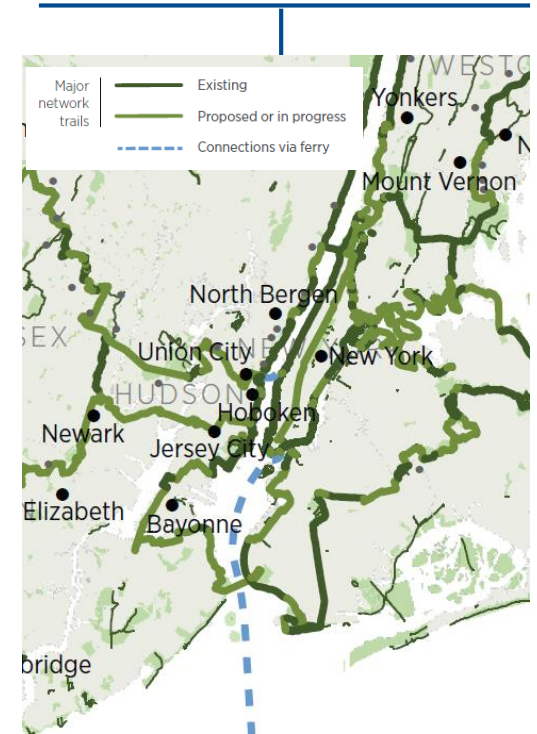 Major
network
trails
Existing
Proposed or in progress
Connections via ferry
WESTC
Yonkers
N
Mount Vernon
North Bergen
SEX
Union City
NEW Y
New York
HUDSON
Hoboken
Newark
Jersey City
Elizabeth
Bayonne
bridge